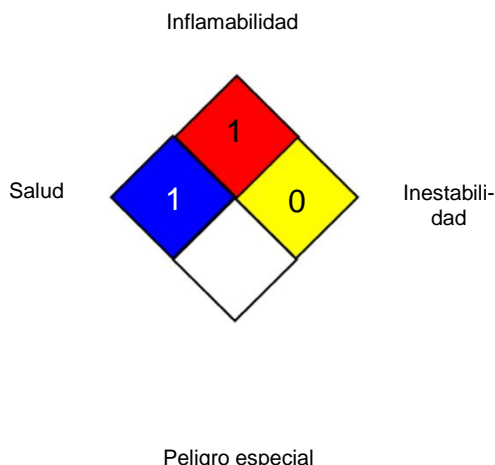 Inflamabilidad
1
Salud
1
0
Inestabili-
dad
Peligro especial